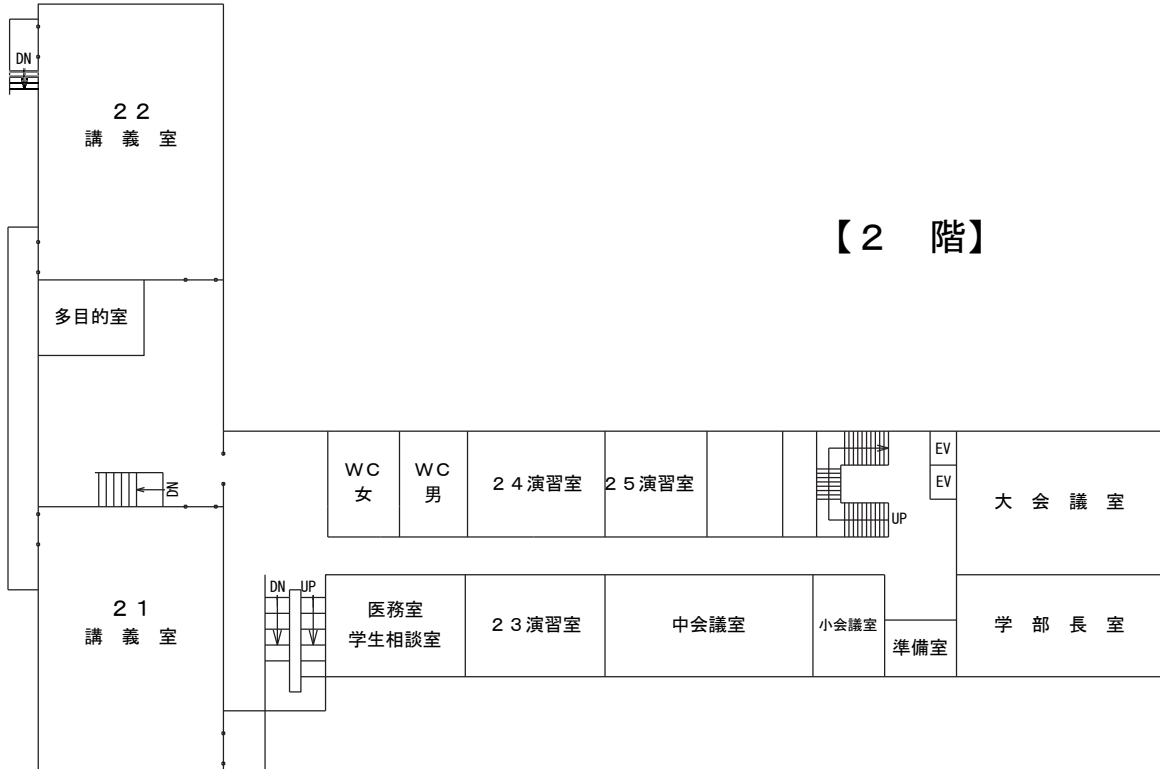 DN
２２
講　義　室
【２　階】
多目的室
WC
女
WC
男
２４演習室
２５演習室
EV
EV
大　会　議　室
DN
UP
DN
UP
２１
講　義　室
医務室
学生相談室
２３演習室
中会議室
小会議室
準備室
学　部　長　室